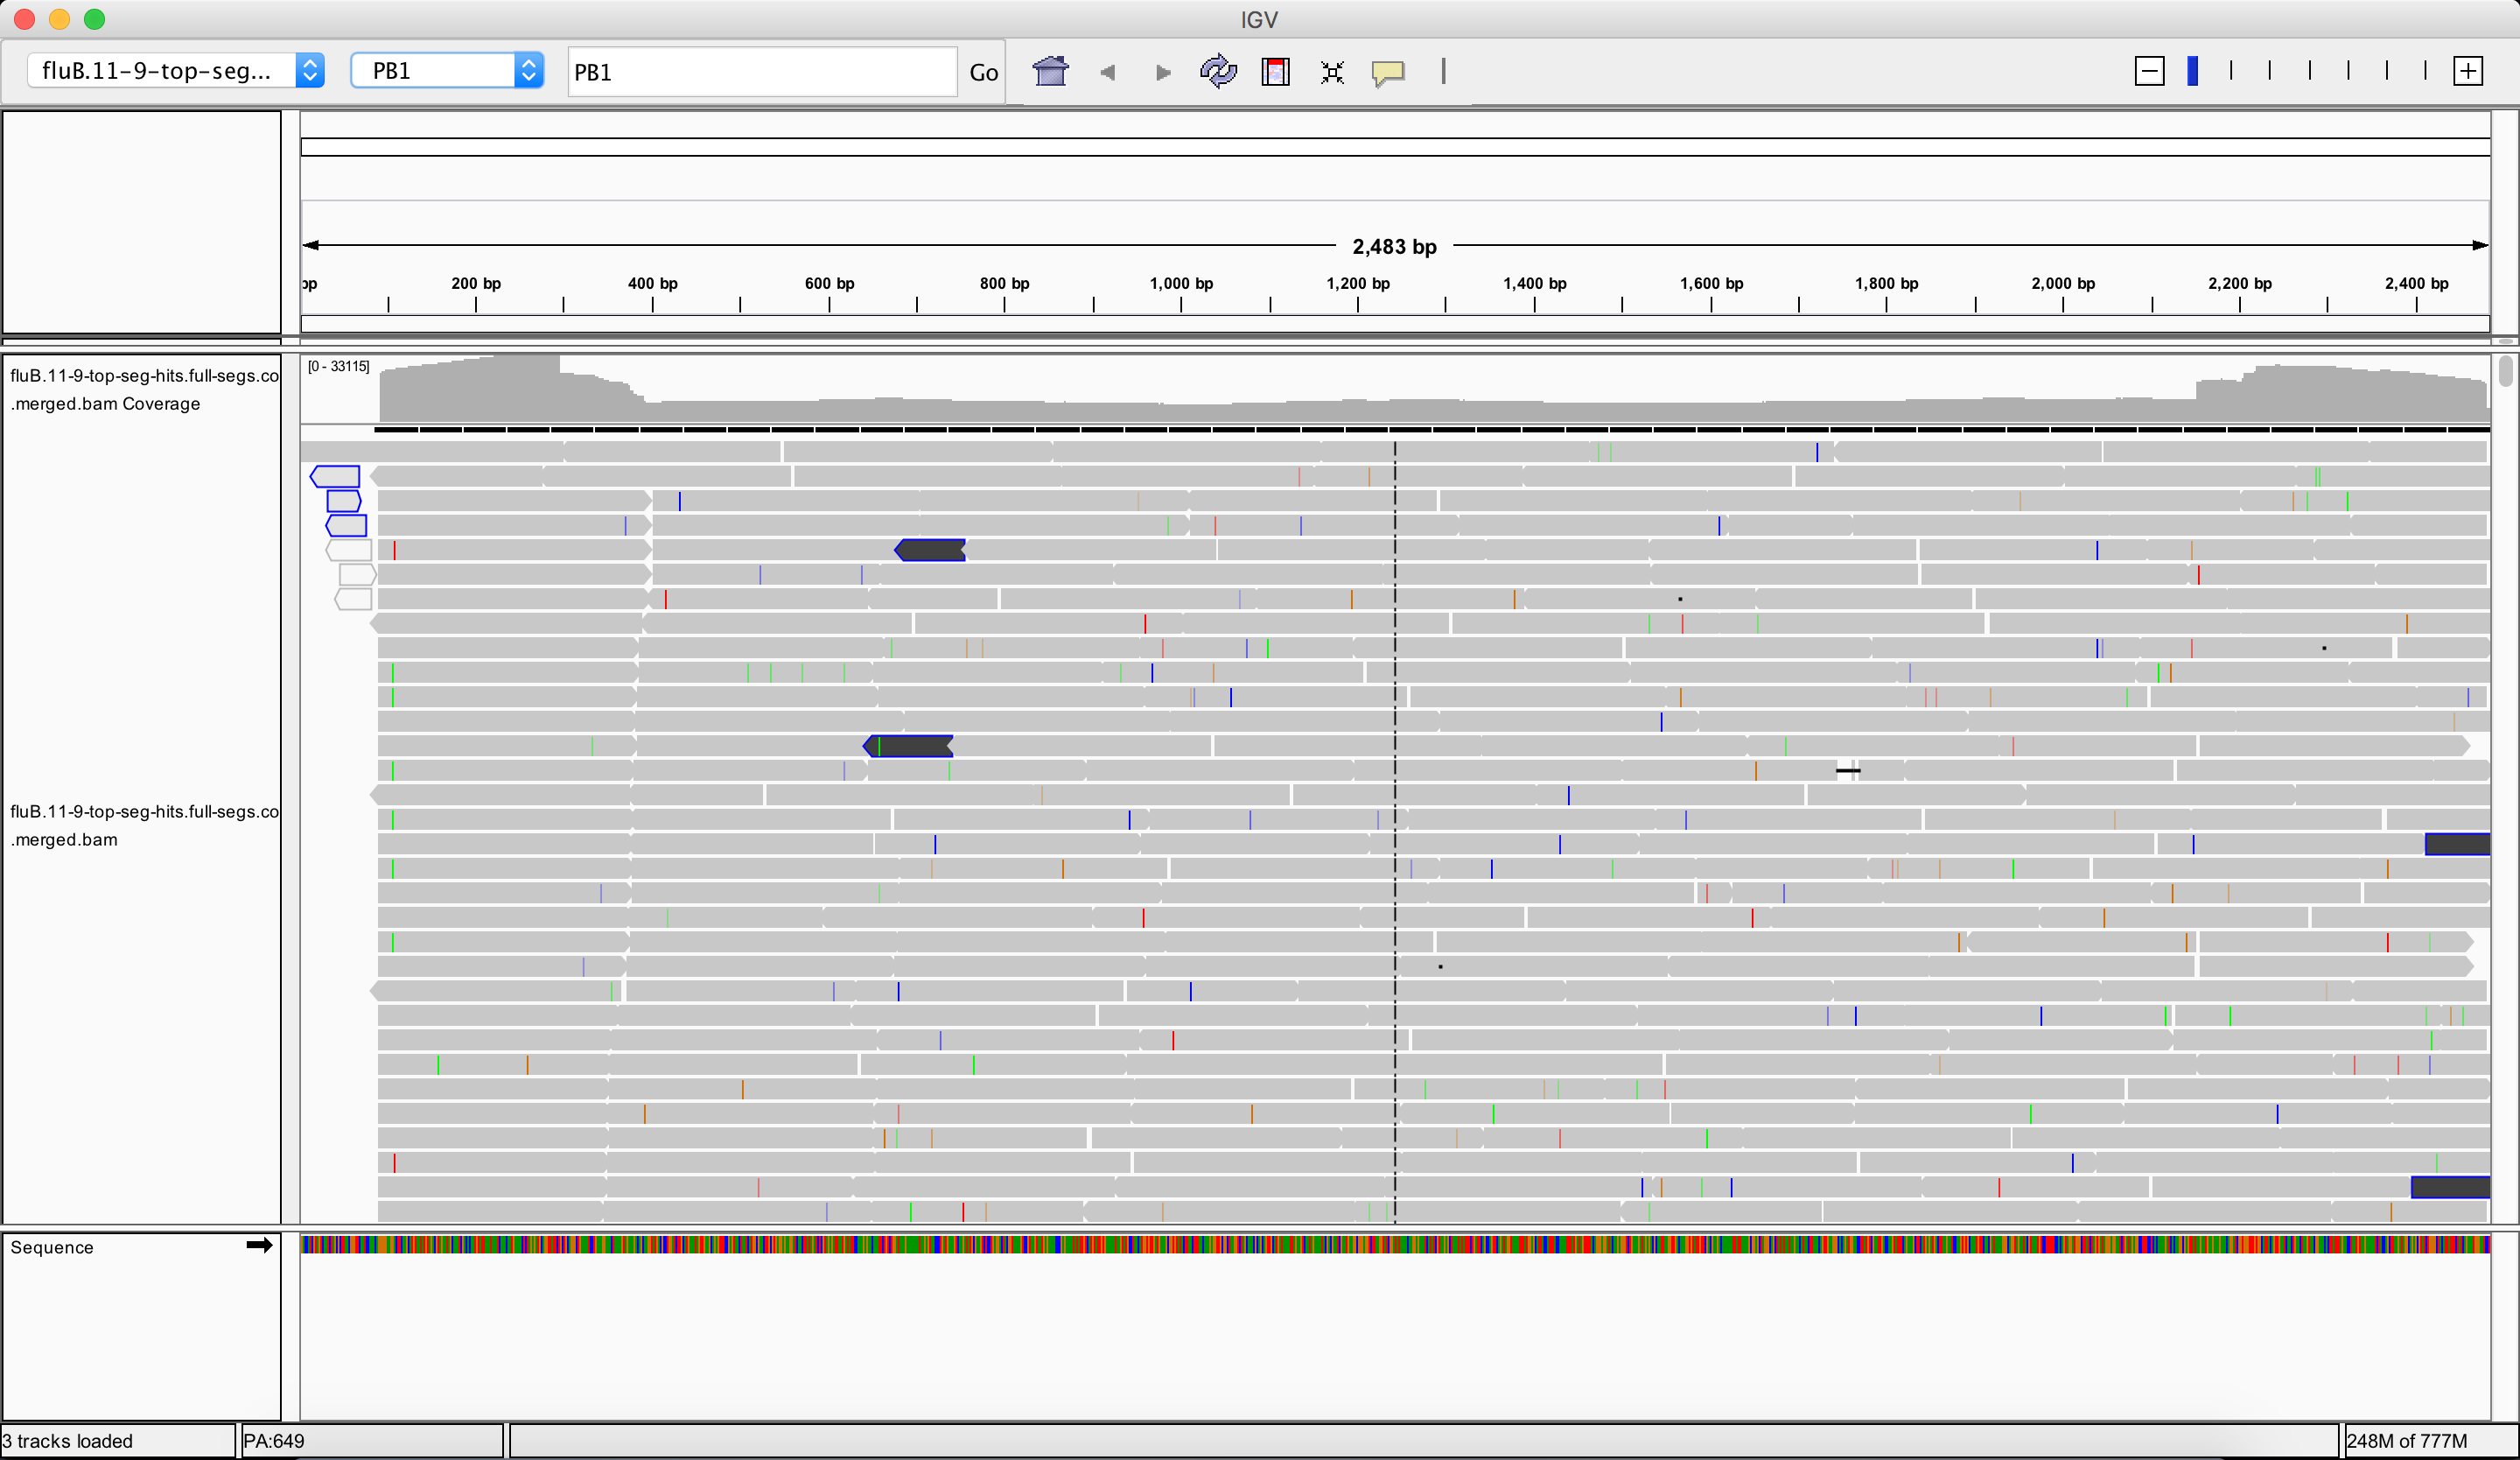 IGV
fluB.11-9-top-seg...
PB1
PB1
Go
2,483 bp
bp
200 bp
400 bp
600 bp
800 bp
1,000 bp
1,200 bp
1,400 bp
1,600 bp
1,800 bp
2,000 bp
2,200 bp
2,400 bp
fluB.11-9-top-seg-hits.full-segs.co
.merged.bam Coverage
[0 - 33115]
fluB.11-9-top-seg-hits.full-segs.co
.merged.bam
Sequence
3 tracks loaded
PA:649
248M of 777M